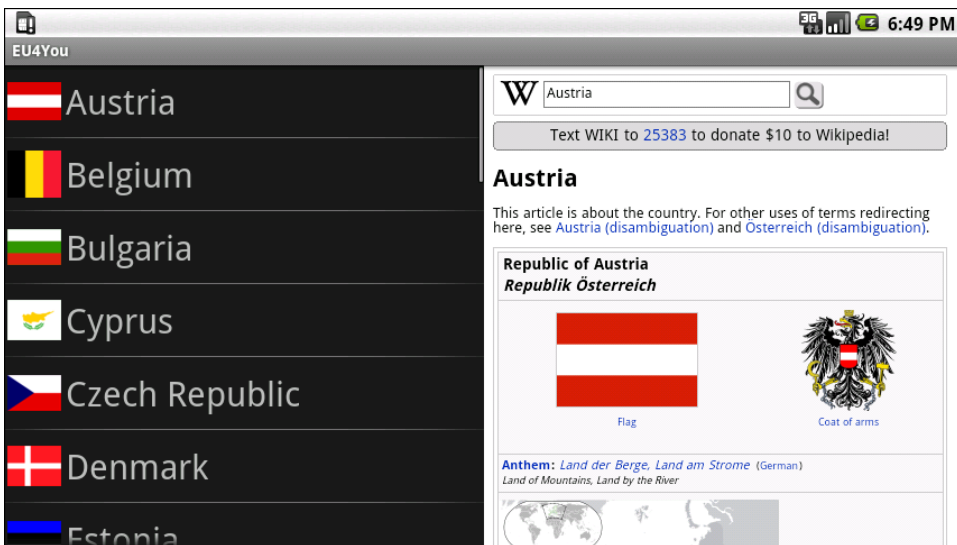 3G 6:49 PM
EU4You
Austria
Belgium
Bulgaria
Cyprus
Czech Republic
Denmark
Estonia
W Austria
Text WIKI to 25383 to donate $10 to Wikipedia!
Austria
This article is about the country. For other uses of terms redirecting
here, see Austria (disambiguation) and Österreich (disambiguation).
Republic of Austria
Republik Österreich
Flag
Coat of arms
Anthem: Land der Berge, Land am Strome (German)
Land of Mountains, Land by the River